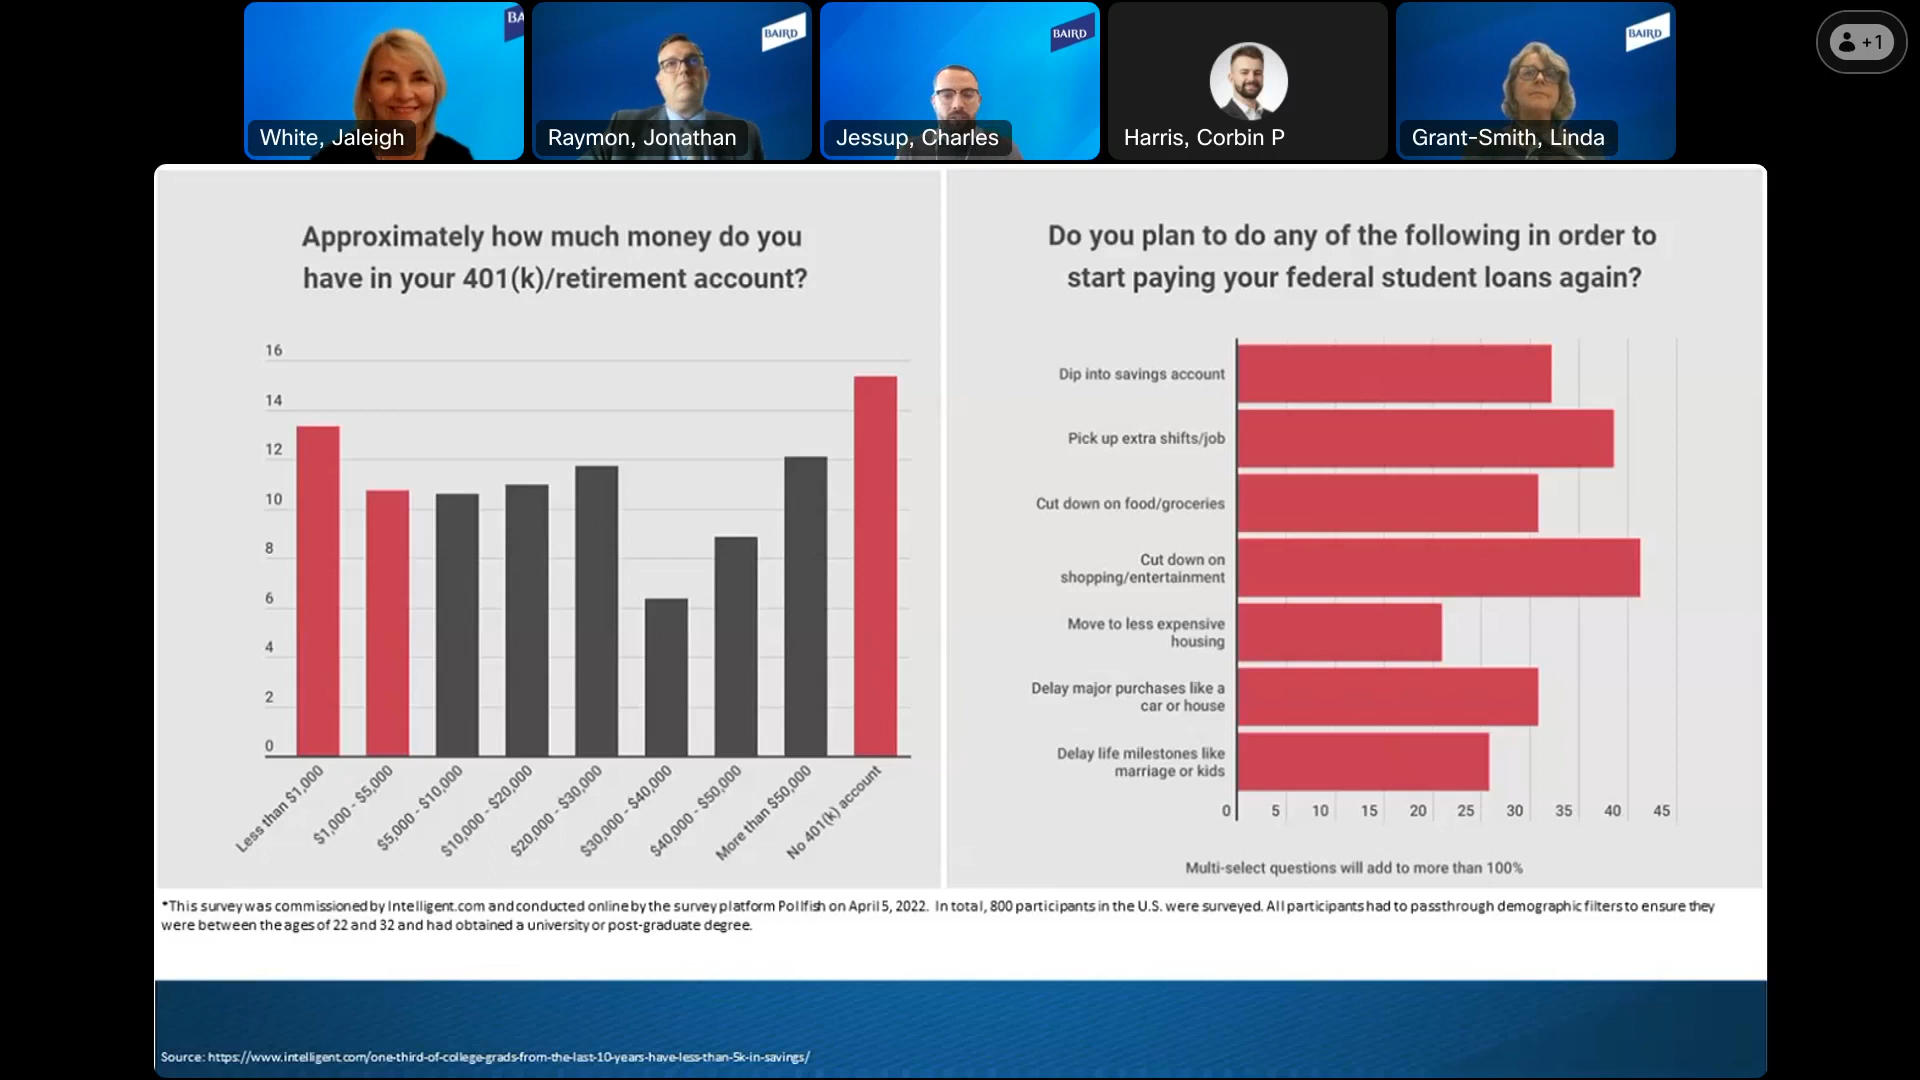 BA
BAIRD
BAIRD
BAIRD
+1
White, Jaleigh
Raymon, Jonathan
Jessup, Charles
Harris, Corbin P
Grant-Smith, Linda
Approximately how much money do you
have in your 401(k)/retirement account?
16
14
12
10
8
6
4
2
0
Less than $1,000
$1,000 - $5,000
$5,000 - $10,000
$10,000 - $20,000
$20,000 - $30,000
$30,000 - $40,000
$40,000 - $50,000
More than $50,000
No 401(k) account
Do you plan to do any of the following in order to
start paying your federal student loans again?
Dip into savings account
Pick up extra shifts/job
Cut down on food/groceries
Cut down on
shopping/entertainment
Move to less expensive
housing
Delay major purchases like a
car or house
Delay life milestones like
marriage or kids
0 5 10 15 20 25 30 35 40 45
Multi-select questions will add to more than 100%
*This survey was commissioned by Intelligent.com and conducted online by the survey platform Pollfish on April 5, 2022. In total, 800 participants in the U.S. were surveyed. All participants had to pass through demographic filters to ensure they
were between the ages of 22 and 32 and had obtained a university or post-graduate degree.
Source: https://www.intelligent.com/one-third-of-college-grads-from-the-last-10-years-have-less-than-5k-in-savings/